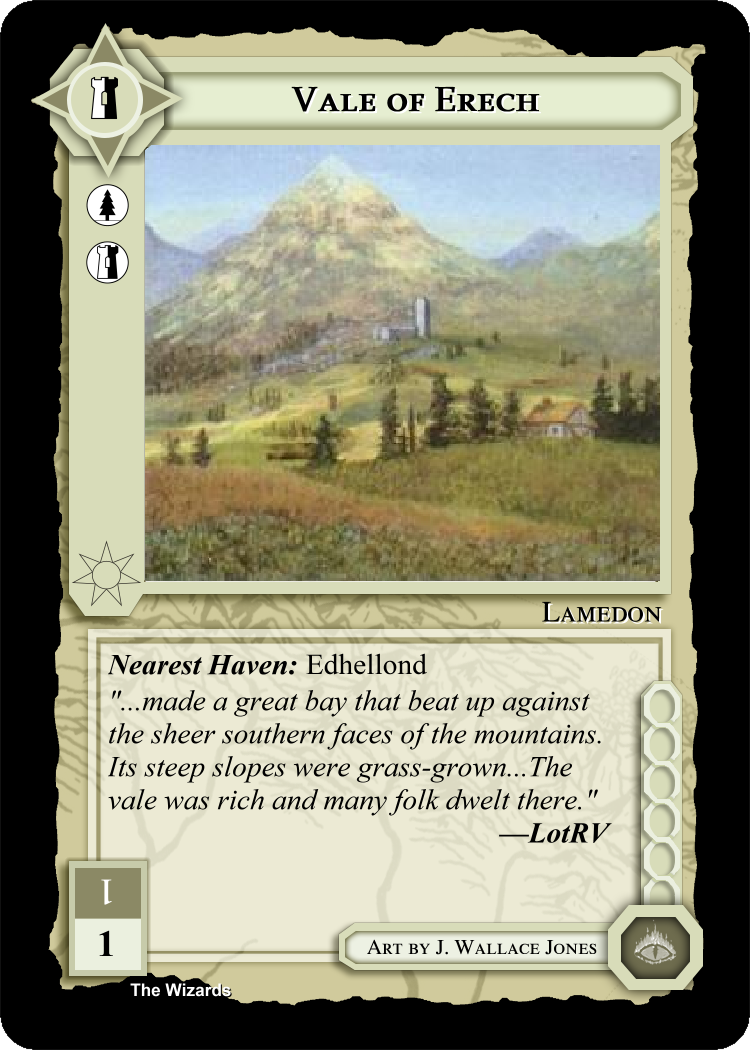 Vale of Erech
Lamedon
Nearest Haven: Edhellond
"...made a great bay that beat up against
the sheer southern faces of the mountains.
Its steep slopes were grass-grown...The
vale was rich and many folk dwelt there."
—LotRV
1
1
Art by J. Wallace Jones
The Wizards